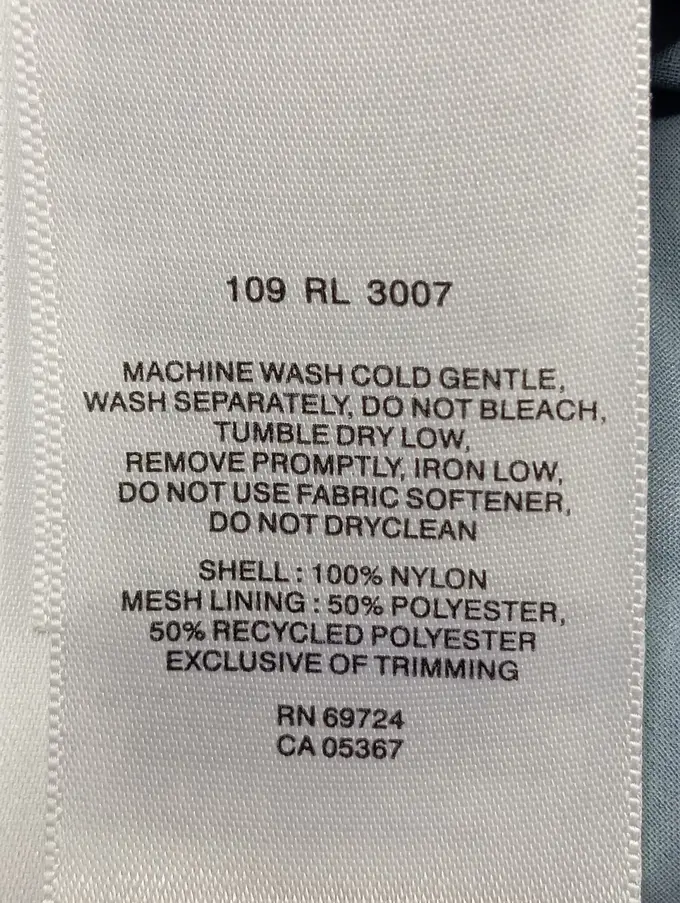 109 RL 3007
MACHINE WASH COLD GENTLE,
WASH SEPARATELY, DO NOT BLEACH,
TUMBLE DRY LOW,
REMOVE PROMPTLY, IRON LOW,
DO NOT USE FABRIC SOFTENER,
DO NOT DRYCLEAN
SHELL : 100% NYLON
MESH LINING : 50% POLYESTER,
50% RECYCLED POLYESTER
EXCLUSIVE OF TRIMMING
RN 69724
CA 05367